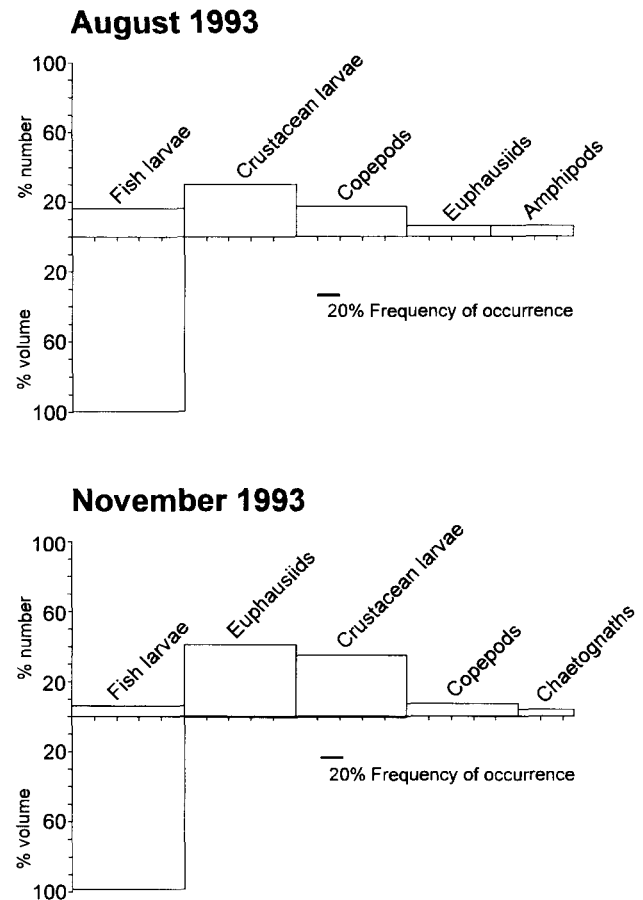 August 1993
100
60
20
% number
Fish larvae
Crustacean larvae
Copepods
Euphausiids
Amphipods
20
60
100
% volume
20% Frequency of occurrence
November 1993
100
60
20
% number
Fish larvae
Euphausiids
Crustacean larvae
Copepods
Chaetognaths
20
60
100
% volume
20% Frequency of occurrence